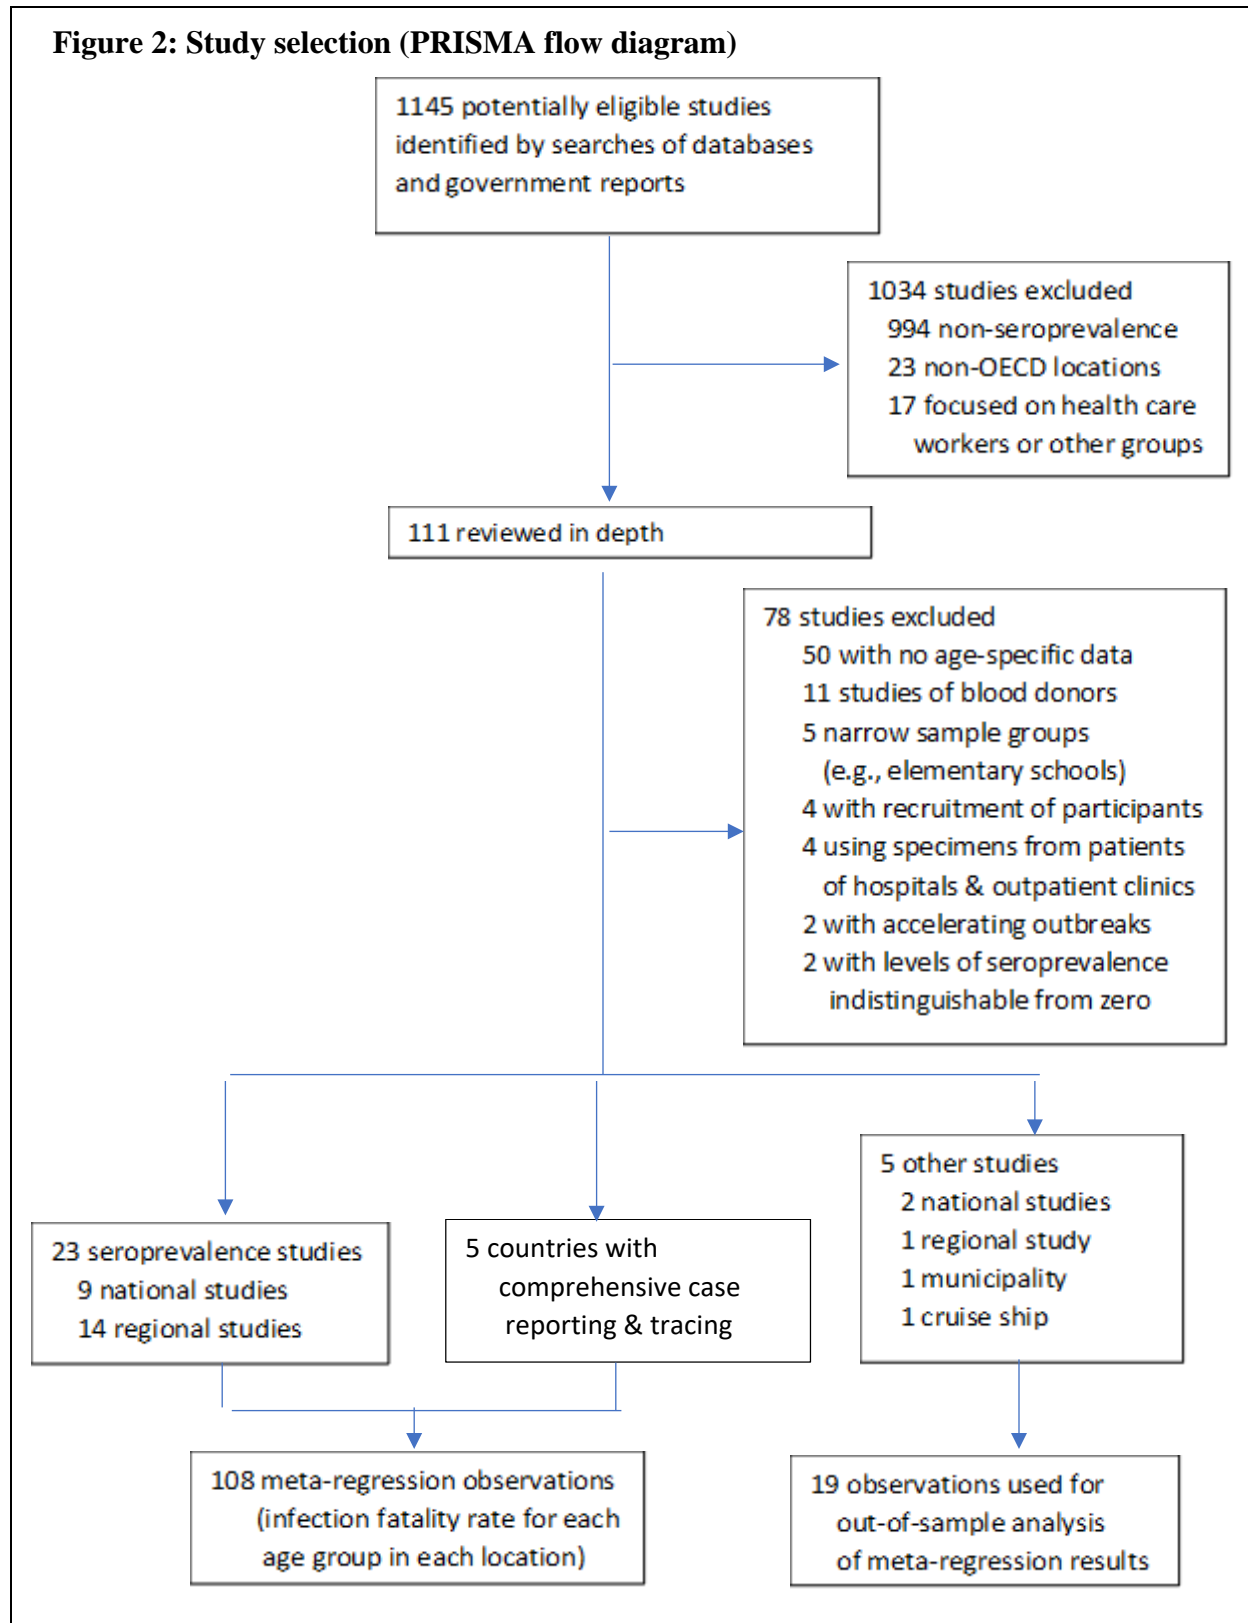 Figure 2: Study selection (PRISMA flow diagram)
1145 potentially eligible studies
identified by searches of databases
and government reports
1034 studies excluded
994 non-seroprevalence
23 non-OECD locations
17 focused on health care
workers or other groups
111 reviewed in depth
78 studies excluded
50 with no age-specific data
11 studies of blood donors
5 narrow sample groups
(e.g., elementary schools)
4 with recruitment of participants
4 using specimens from patients
of hospitals & outpatient clinics
2 with accelerating outbreaks
2 with levels of seroprevalence
indistinguishable from zero
23 seroprevalence studies
9 national studies
14 regional studies
5 countries with
comprehensive case
reporting & tracing
5 other studies
2 national studies
1 regional study
1 municipality
1 cruise ship
108 meta-regression observations
(infection fatality rate for each
age group in each location)
19 observations used for
out-of-sample analysis
of meta-regression results